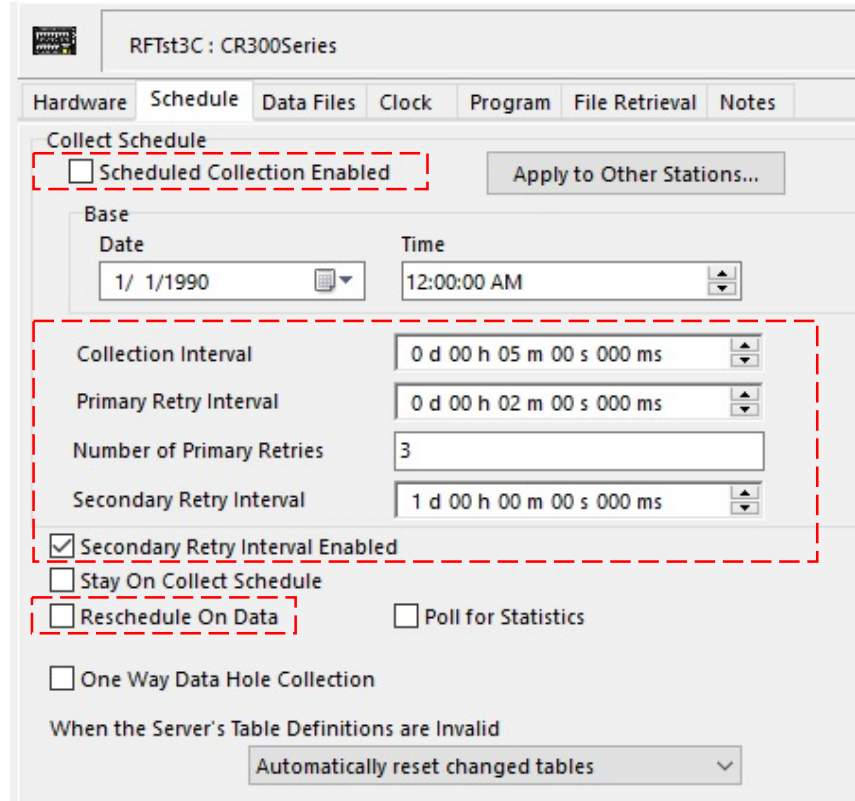 RFTst3C : CR300Series
Hardware Schedule Data Files Clock Program File Retrieval Notes
Collect Schedule
Scheduled Collection Enabled Apply to Other Stations...
Base
Date Time
1/ 1/1990 12:00:00 AM
Collection Interval 0 d 00 h 05 m 00 s 000 ms
Primary Retry Interval 0 d 00 h 02 m 00 s 000 ms
Number of Primary Retries 3
Secondary Retry Interval 1 d 00 h 00 m 00 s 000 ms
Secondary Retry Interval Enabled
Stay On Collect Schedule
Reschedule On Data Poll for Statistics
One Way Data Hole Collection
When the Server's Table Definitions are Invalid
Automatically reset changed tables